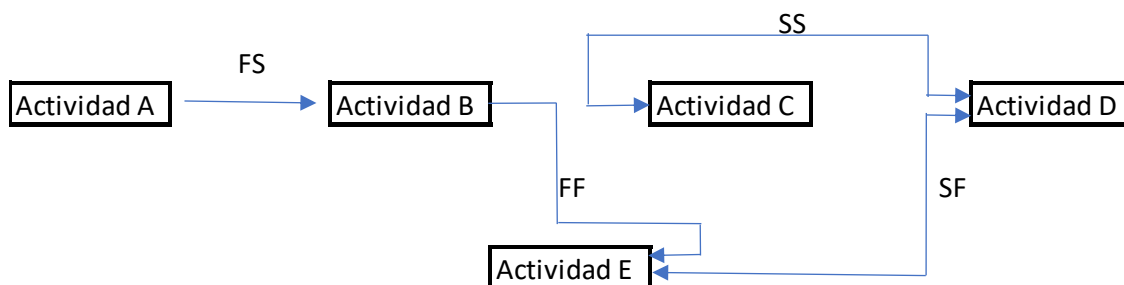 SS
FS
Actividad A
Actividad B
Actividad C
Actividad D
FF
SF
Actividad E